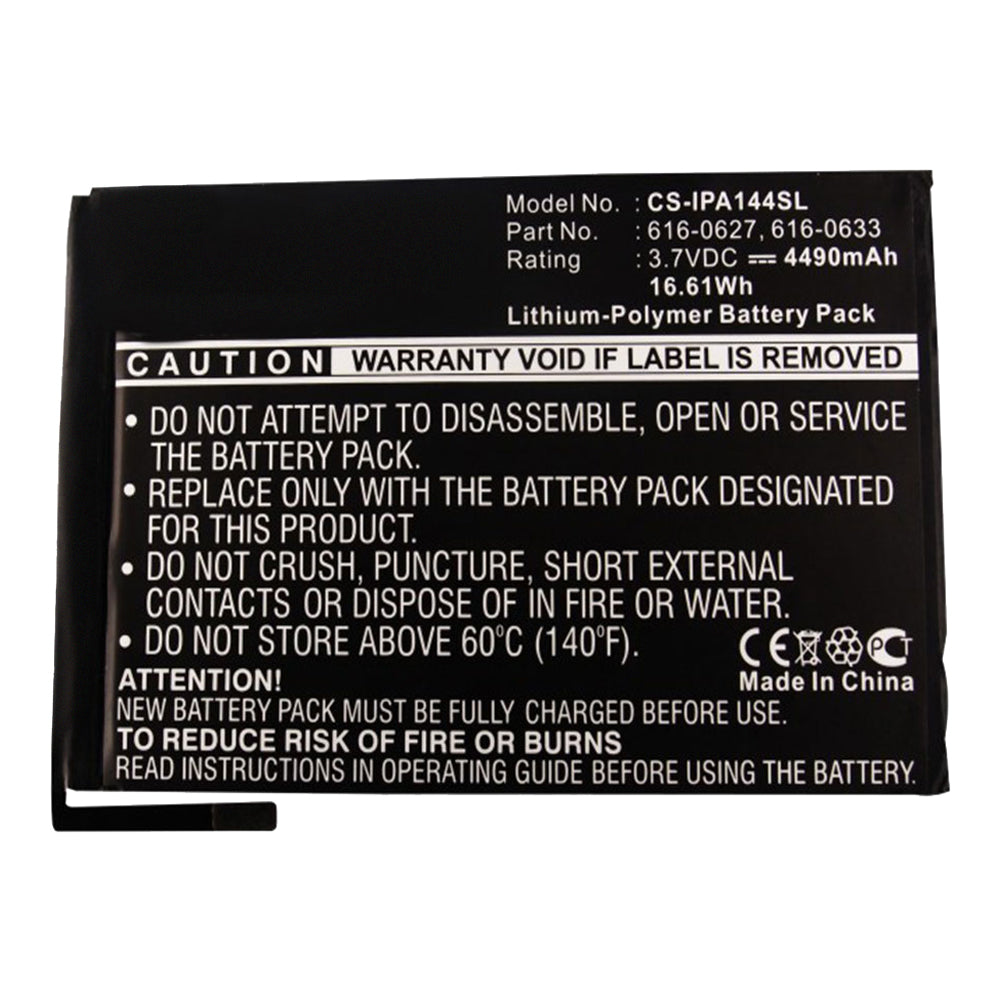 Model No. : CS-IPA144SL
Part No. : 616-0627, 616-0633
Rating : 3.7VDC ⎓ 4490mAh
16.61Wh
Lithium-Polymer Battery Pack
CAUTION WARRANTY VOID IF LABEL IS REMOVED
• DO NOT ATTEMPT TO DISASSEMBLE, OPEN OR SERVICE
THE BATTERY PACK.
• REPLACE ONLY WITH THE BATTERY PACK DESIGNATED
FOR THIS PRODUCT.
• DO NOT CRUSH, PUNCTURE, SHORT EXTERNAL
CONTACTS OR DISPOSE OF IN FIRE OR WATER.
• DO NOT STORE ABOVE 60°C (140°F).
CE PCT
Made In China
ATTENTION!
NEW BATTERY PACK MUST BE FULLY CHARGED BEFORE USE.
TO REDUCE RISK OF FIRE OR BURNS
READ INSTRUCTIONS IN OPERATING GUIDE BEFORE USING THE BATTERY.